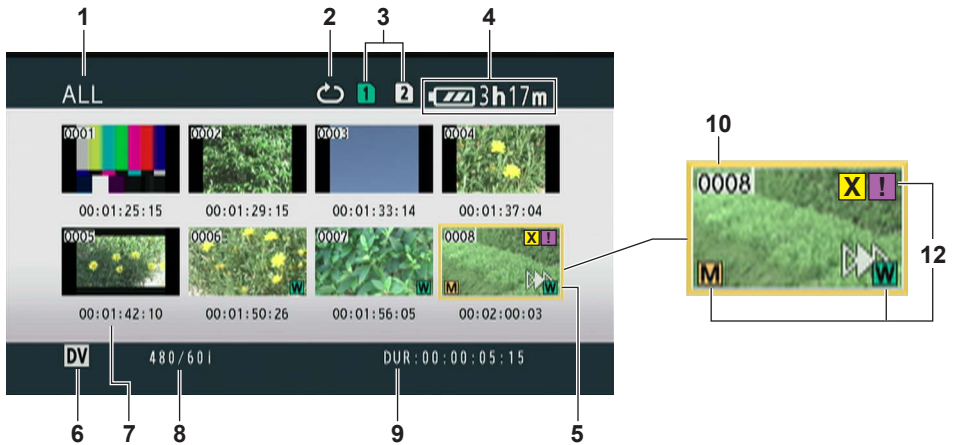 1 2 3 4
ALL 1 2 3h17m
0001 0002 0003 0004
00:01:25:15 00:01:29:15 00:01:33:14 00:01:37:04
0005 0006 W 0007 W 0008 X ! M W
00:01:42:10 00:01:50:26 00:01:56:05 00:02:00:03
DV 480/60i DUR:00:00:05:15
6 7 8 9 5
10
0008 X !
M W
12